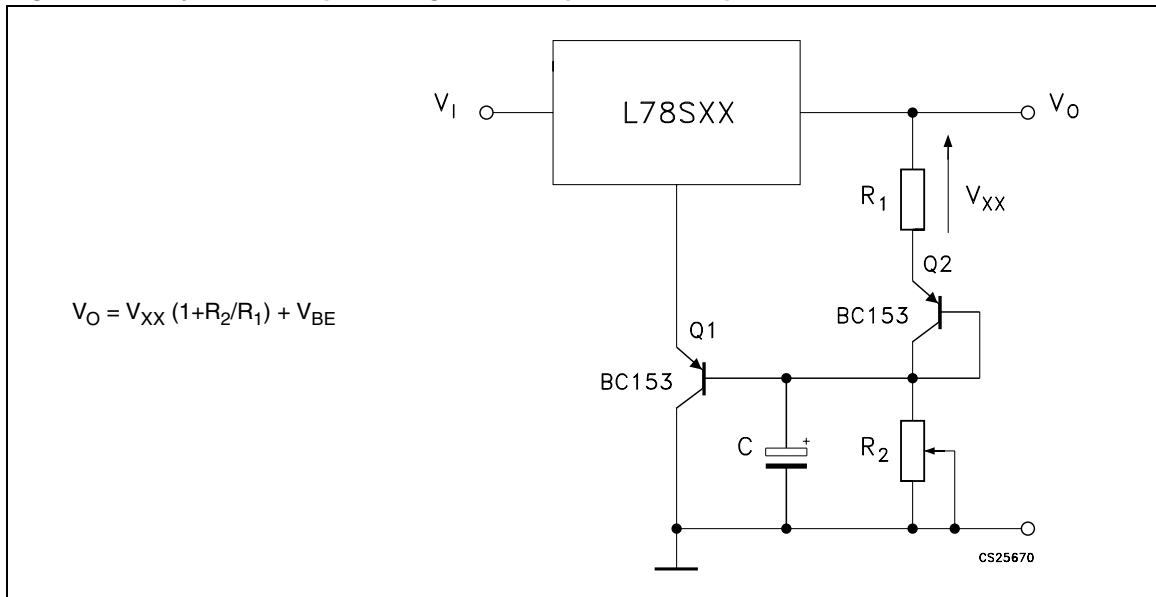 L78SXX
V_I
V_O
R_1
V_XX
Q2
BC153
V_O = V_XX (1+R_2/R_1) + V_BE
Q1
BC153
C
+
R_2
CS25670